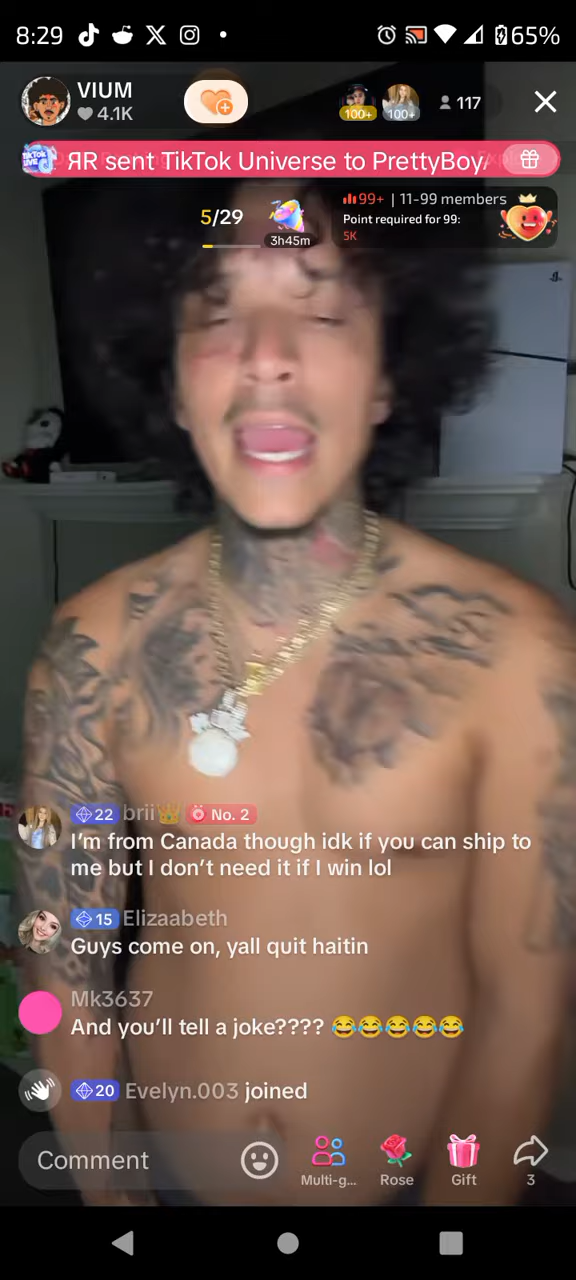 8:29
65%
VIUM
4.1K
100+
100+
117
ЯR sent TikTok Universe to PrettyBoy
5/29
3h45m
99+ | 11-99 members
Point required for 99:
5K
22 brii👑 No. 2
I'm from Canada though idk if you can ship to
me but I don't need it if I win lol
15 Elizaabeth
Guys come on, yall quit haitin
Mk3637
And you'll tell a joke???? 😂😂😂😂😂
20 Evelyn.003 joined
Comment
Multi-g...
Rose
Gift
3